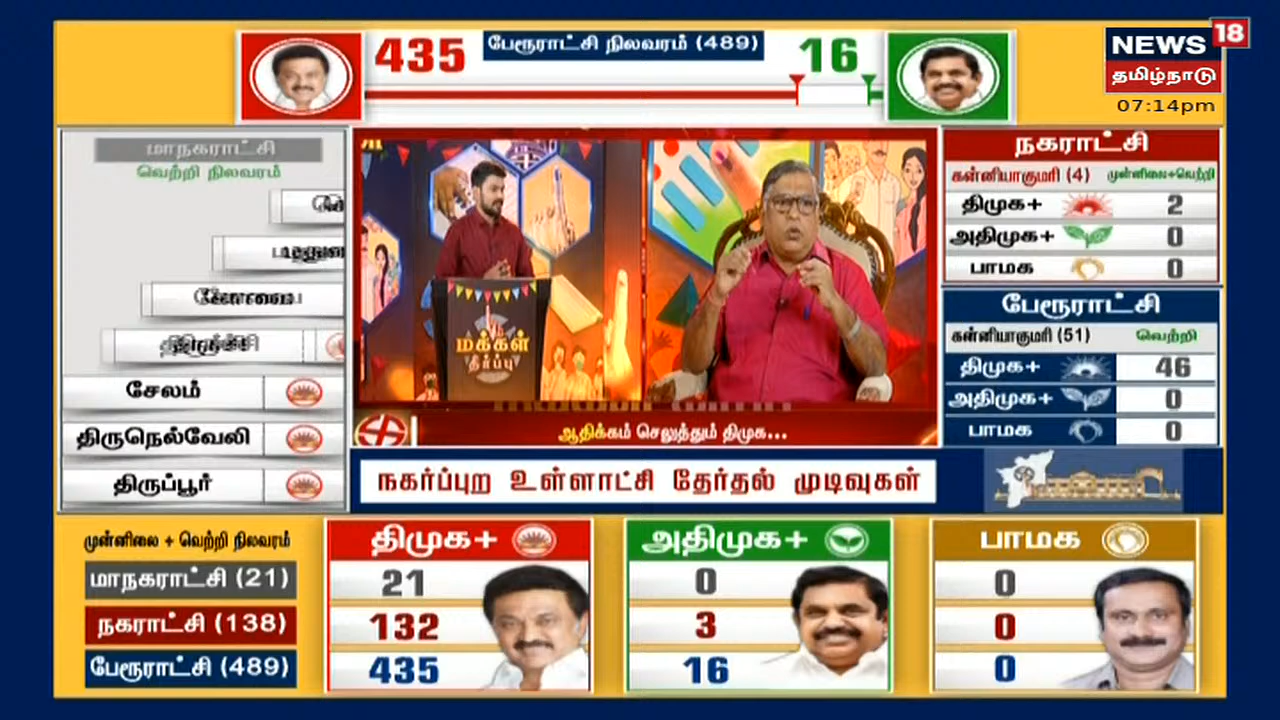 435
பேரூராட்சி நிலவரம் (489)
16
NEWS 18
தமிழ்நாடு
07:14pm
மாநகராட்சி
வெற்றி நிலவரம்
சேலம்
திருநெல்வேலி
திருப்பூர்
மக்கள்
தீர்ப்பு
ஆதிக்கம் செலுத்தும் திமுக...
நகர்ப்புற உள்ளாட்சி தேர்தல் முடிவுகள்
நகராட்சி
கன்னியாகுமரி (4) முன்னிலை+வெற்றி
திமுக+ 2
அதிமுக+ 0
பாமக 0
பேரூராட்சி
கன்னியாகுமரி (51) வெற்றி
திமுக+ 46
அதிமுக+ 0
பாமக 0
முன்னிலை + வெற்றி நிலவரம் திமுக+ அதிமுக+ பாமக
மாநகராட்சி (21) 21 0 0
நகராட்சி (138) 132 3 0
பேரூராட்சி (489) 435 16 0